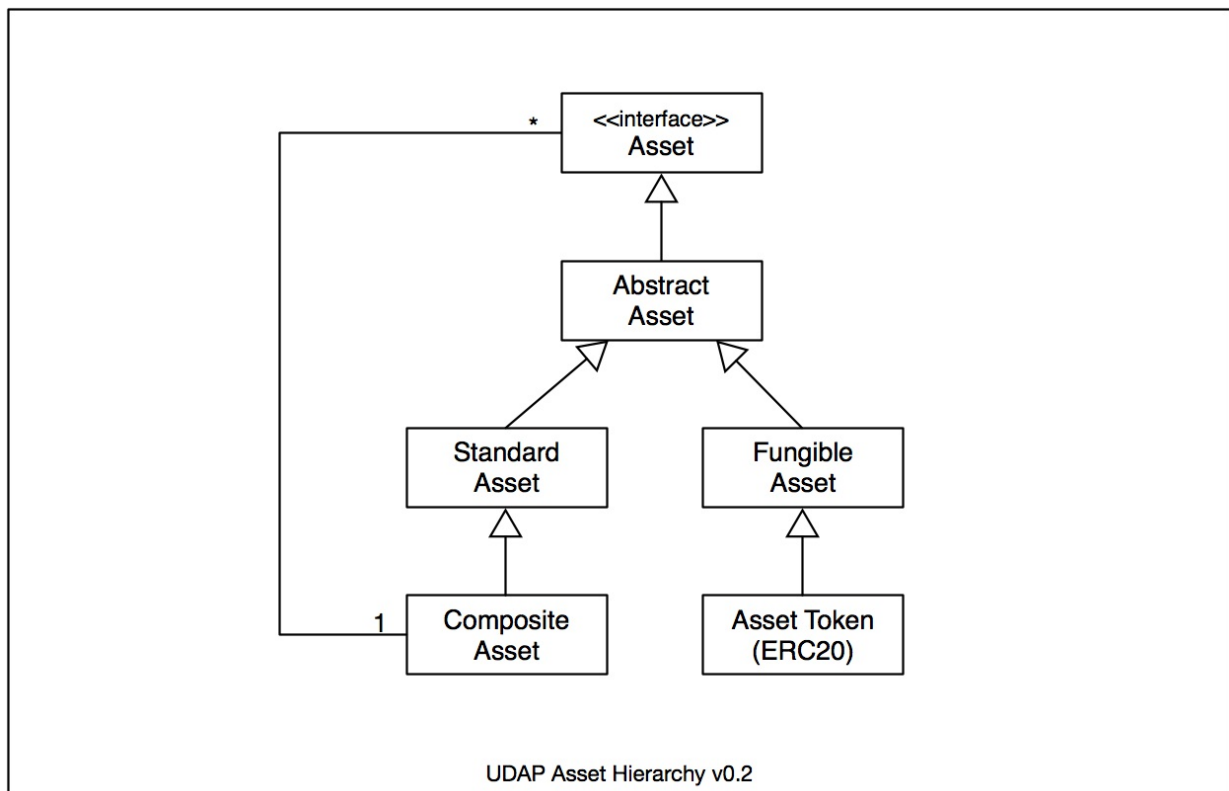 *
<<interface>>
Asset
Abstract
Asset
Standard
Asset
Fungible
Asset
1
Composite
Asset
Asset Token
(ERC20)
UDAP Asset Hierarchy v0.2